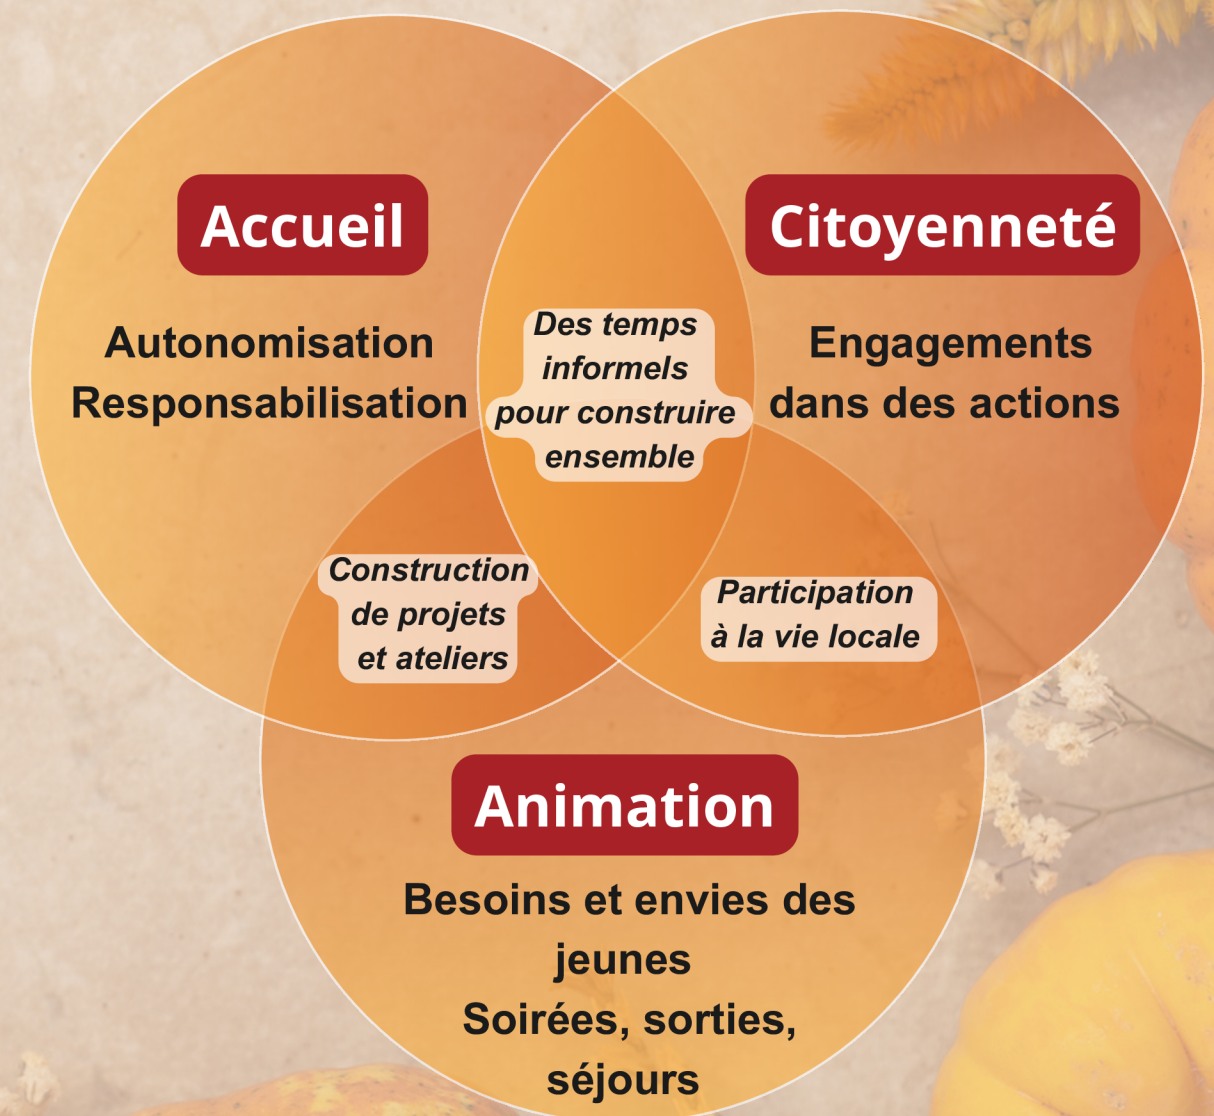 Accueil
Autonomisation
Responsabilisation
Citoyenneté
Engagements
dans des actions
Des temps
informels
pour construire
ensemble
Construction
de projets
et ateliers
Participation
à la vie locale
Animation
Besoins et envies des
jeunes
Soirées, sorties,
séjours